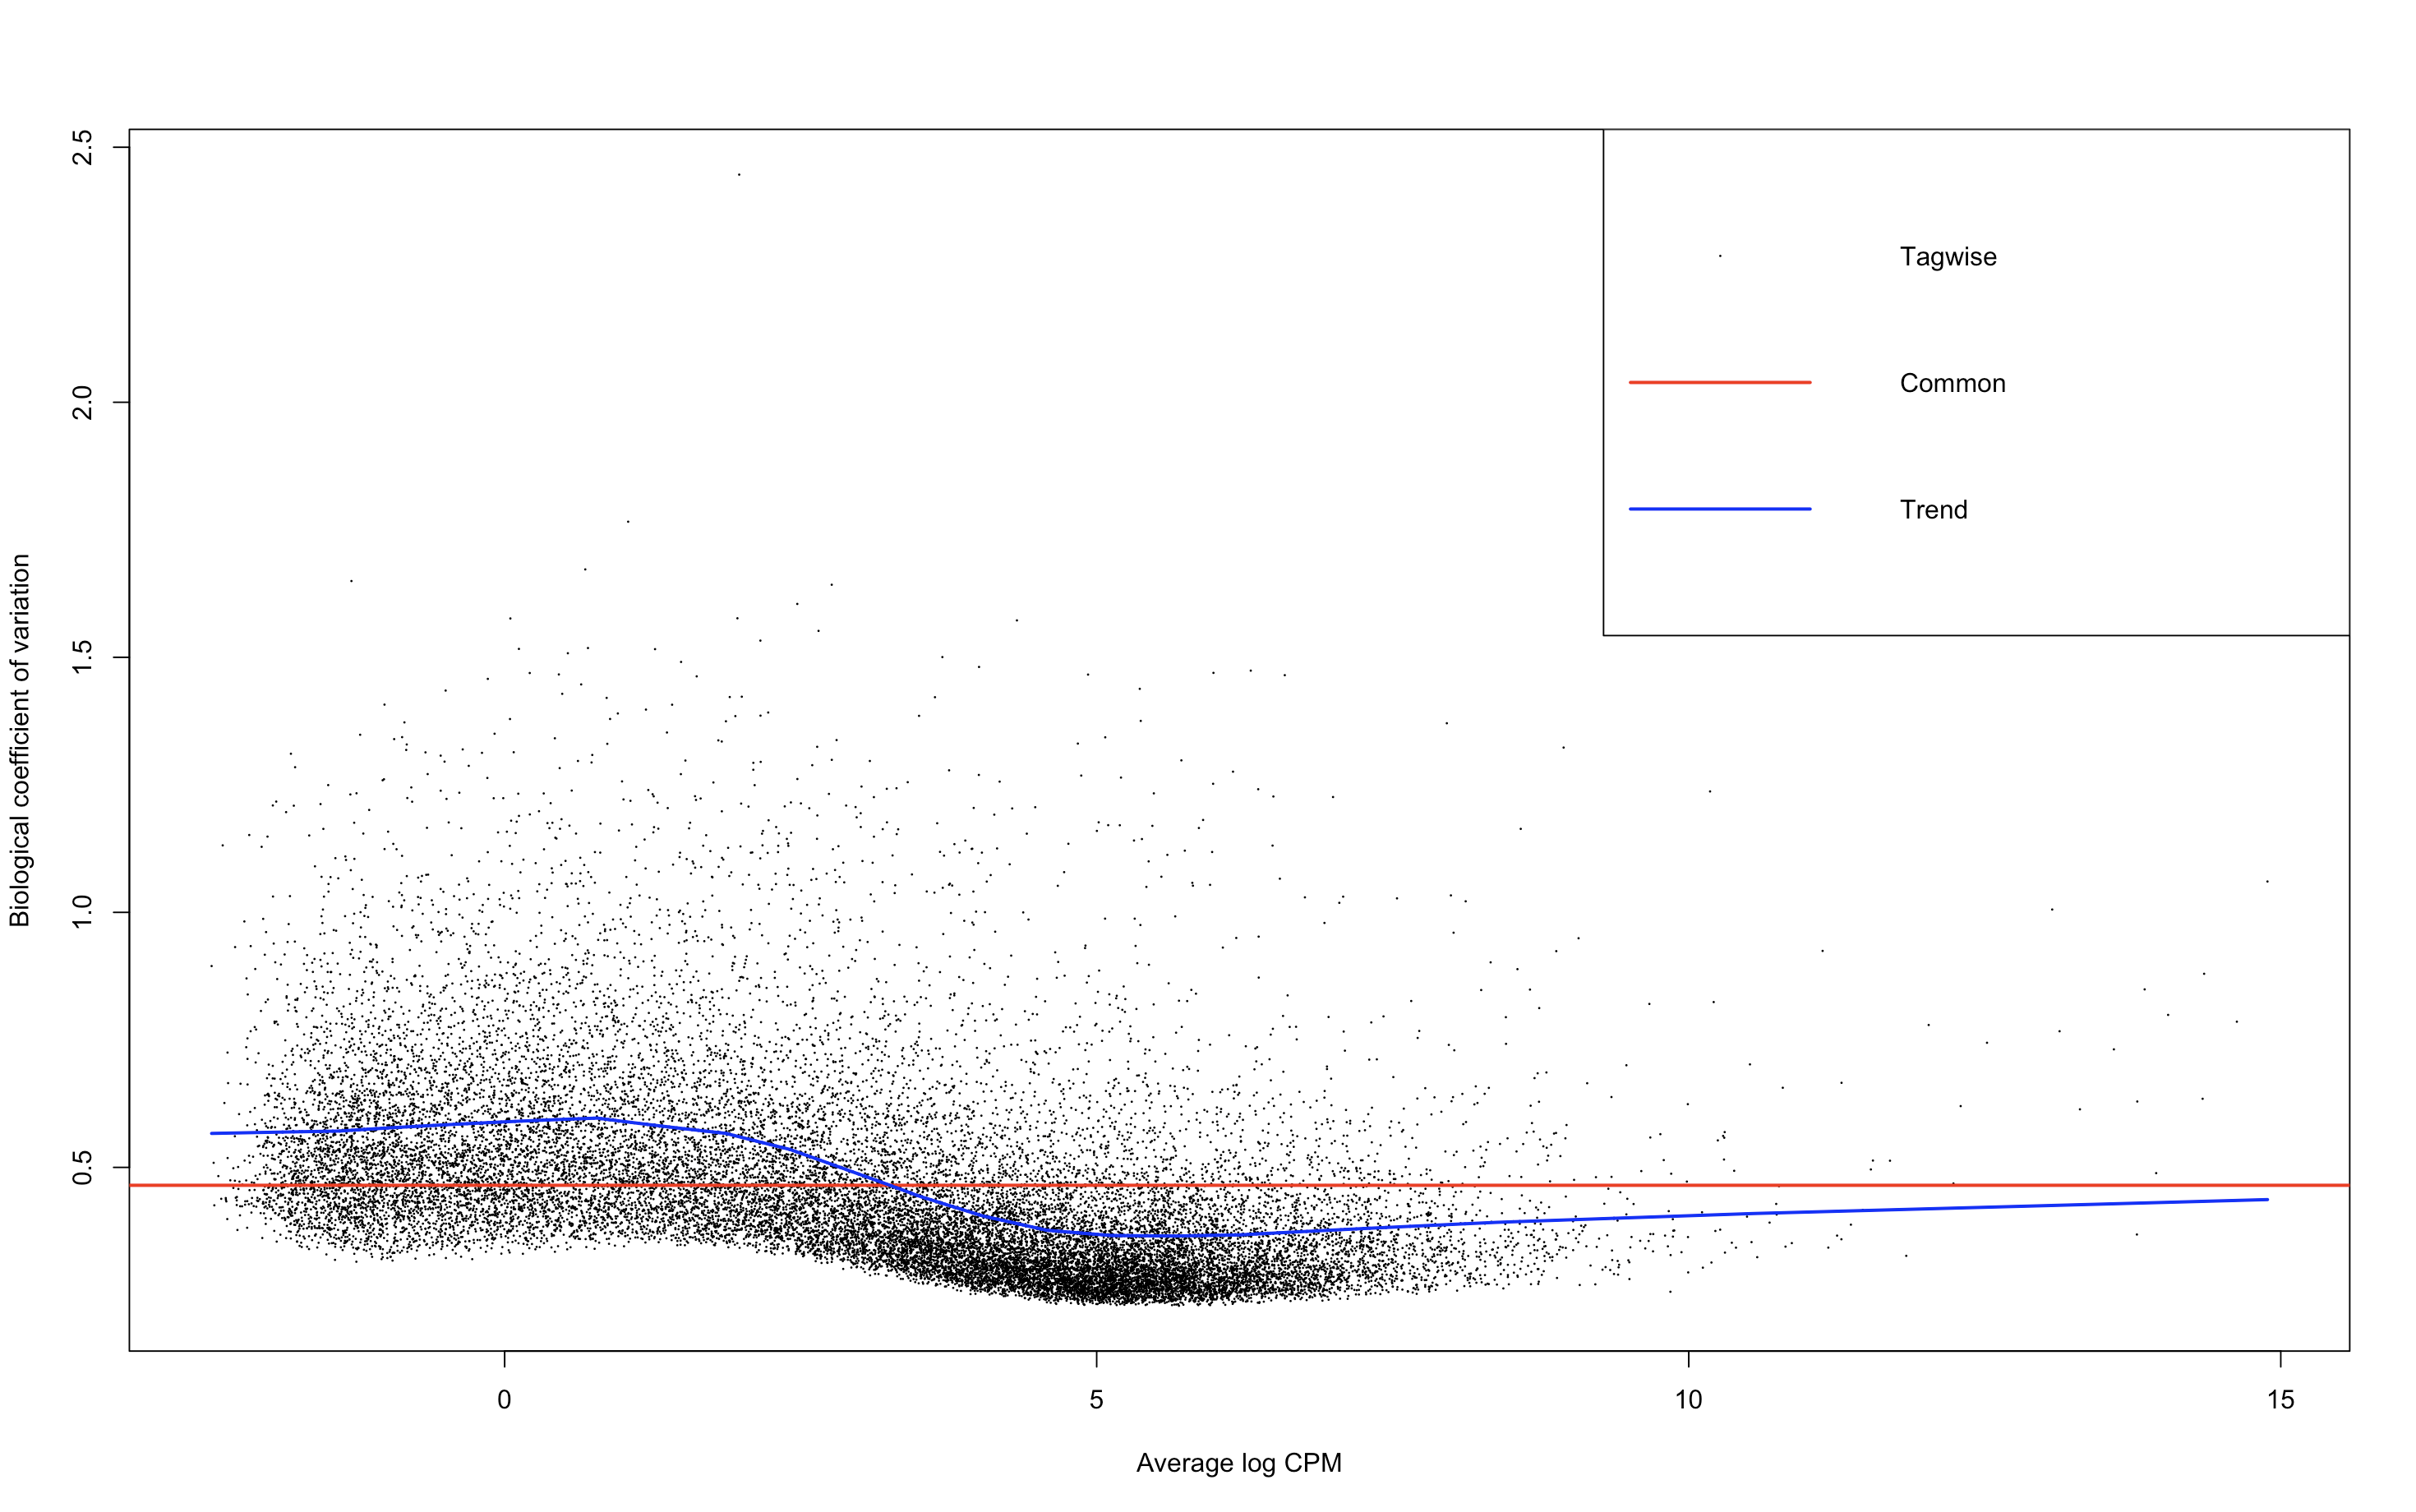 Biological coefficient of variation
2.5
2.0
1.5
1.0
0.5
Tagwise
Common
Trend
0
5
10
15
Average log CPM